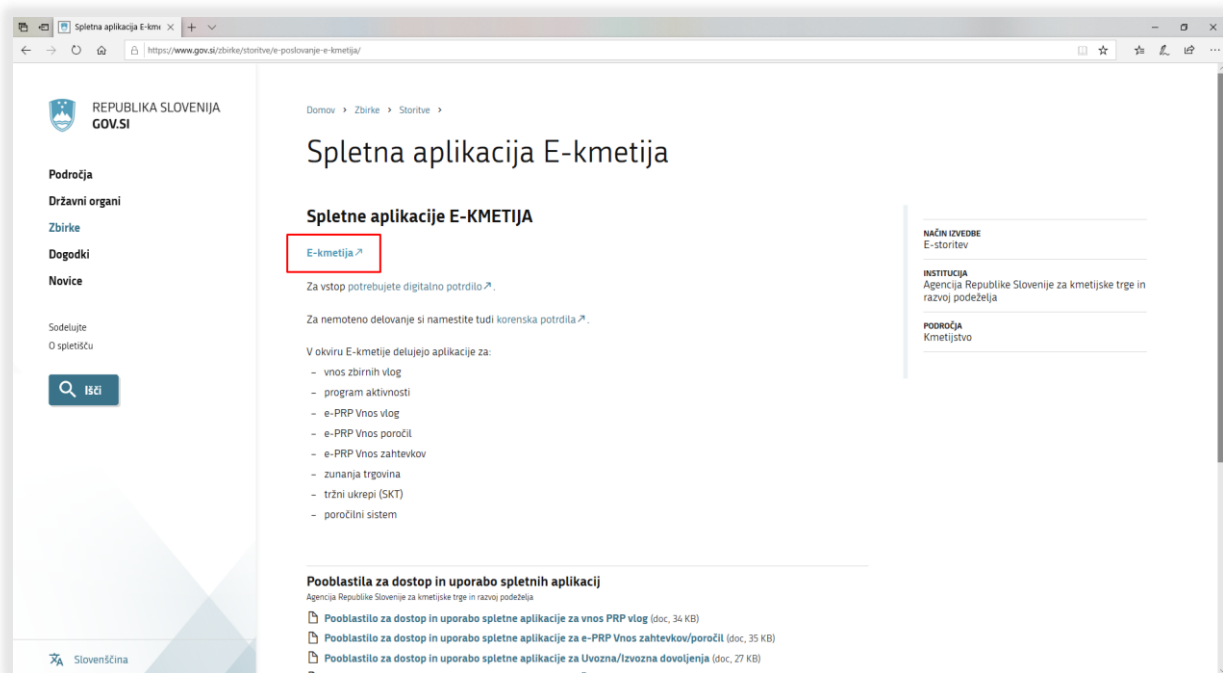 Spletna aplikacija E-kme
https://www.gov.si/zbirke/storitve/e-poslovanje-e-kmetija/
REPUBLIKA SLOVENIJA
GOV.SI
Področja
Državni organi
Zbirke
Dogodki
Novice
Sodelujte
O spletišču
Išči
Slovenščina
Domov › Zbirke › Storitve ›
Spletna aplikacija E-kmetija
Spletne aplikacije E-KMETIJA
E-kmetija↗
Za vstop potrebujete digitalno potrdilo↗.
Za nemoteno delovanje si namestite tudi korenska potrdila↗.
V okviru E-kmetije delujejo aplikacije za:
– vnos zbirnih vlog
– program aktivnosti
– e-PRP Vnos vlog
– e-PRP Vnos poročil
– e-PRP Vnos zahtevkov
– zunanja trgovina
– tržni ukrepi (SKT)
– poročilni sistem
Pooblastila za dostop in uporabo spletnih aplikacij
Agencija Republike Slovenije za kmetijske trge in razvoj podeželja
Pooblastilo za dostop in uporabo spletne aplikacije za vnos PRP vlog (doc, 34 KB)
Pooblastilo za dostop in uporabo spletne aplikacije za e-PRP Vnos zahtevkov/poročil (doc, 35 KB)
Pooblastilo za dostop in uporabo spletne aplikacije za Uvozna/Izvozna dovoljenja (doc, 27 KB)
NAČIN IZVEDBE
E-storitev
INSTITUCIJA
Agencija Republike Slovenije za kmetijske trge in
razvoj podeželja
PODROČJA
Kmetijstvo